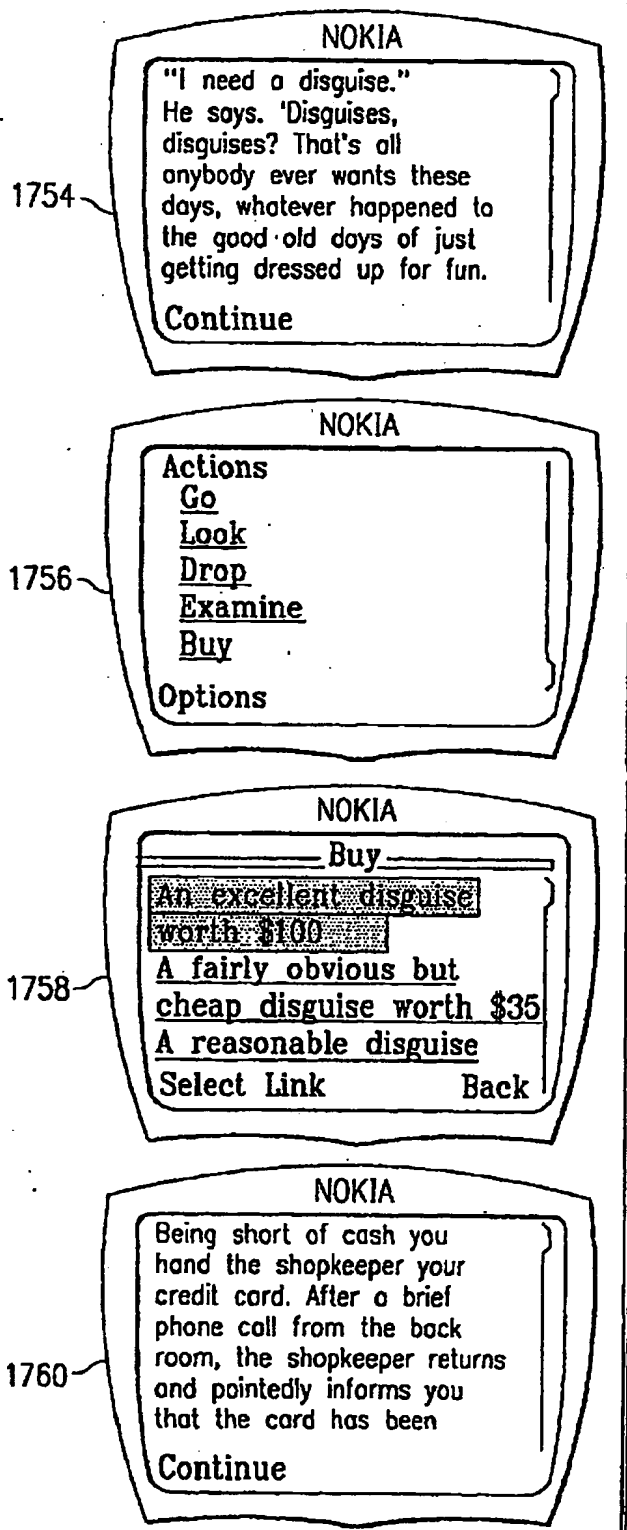 NOKIA
"I need a disguise."
He says. 'Disguises,
disguises? That's all
anybody ever wants these
days, whatever happened to
the good old days of just
getting dressed up for fun.
Continue
1754
NOKIA
Actions
Go
Look
Drop
Examine
Buy
Options
1756
NOKIA
Buy
An excellent disguise
worth $100
A fairly obvious but
cheap disguise worth $35
A reasonable disguise
Select Link Back
1758
NOKIA
Being short of cash you
hand the shopkeeper your
credit card. After a brief
phone call from the back
room, the shopkeeper returns
and pointedly informs you
that the card has been
Continue
1760